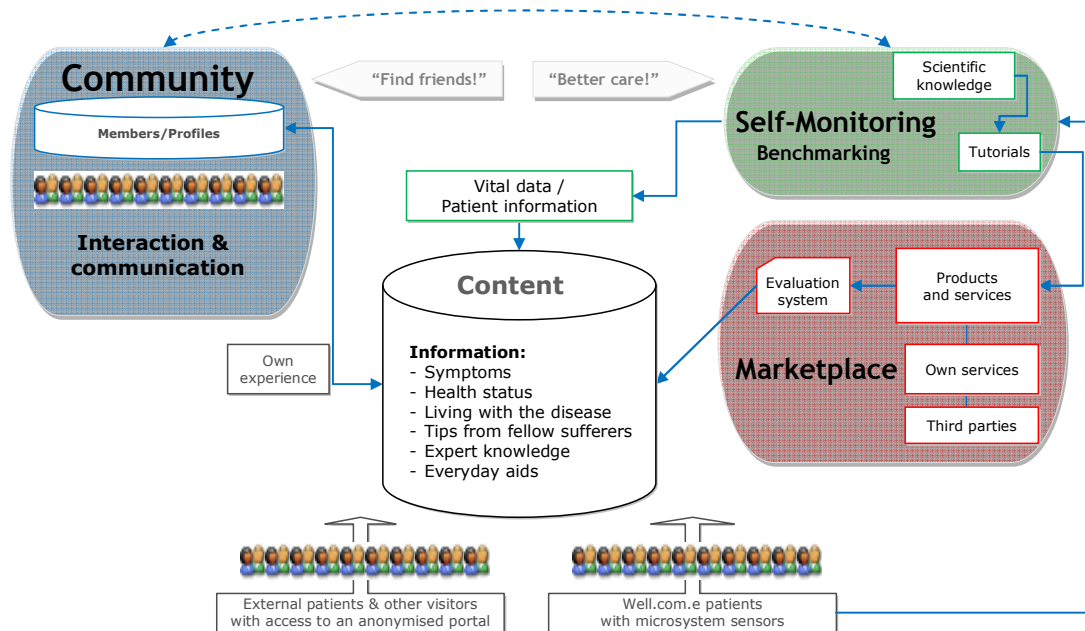 Community
Members/Profiles
Interaction &
communication
“Find friends!”
“Better care!”
Scientific
knowledge
Self-Monitoring
Benchmarking
Tutorials
Vital data /
Patient information
Content
Information:
- Symptoms
- Health status
- Living with the disease
- Tips from fellow sufferers
- Expert knowledge
- Everyday aids
Own
experience
Evaluation
system
Products
and services
Marketplace
Own services
Third parties
External patients & other visitors
with access to an anonymised portal
Well.com.e patients
with microsystem sensors